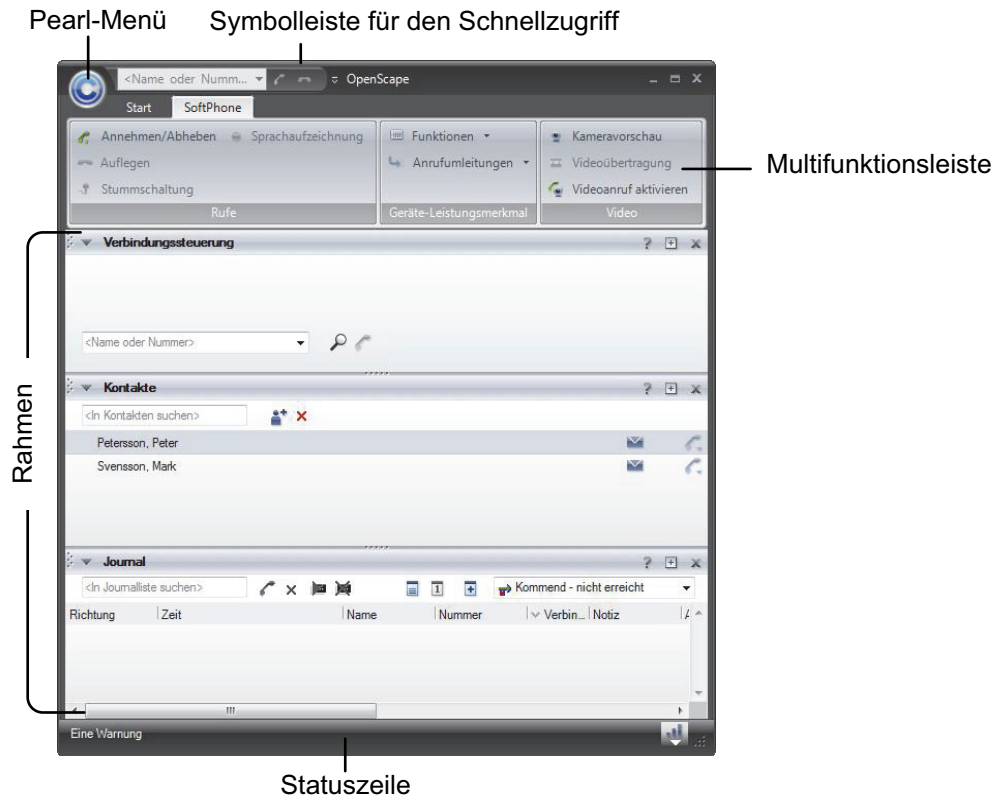 Pearl-Menü
Symbolleiste für den Schnellzugriff
<Name oder Numm...
OpenScape
Start
SoftPhone
Annehmen/Abheben
Sprachaufzeichnung
Funktionen
Kameravorschau
Auflegen
Anrufumleitungen
Videoübertragung
Multifunktionsleiste
Stummschaltung
Videoanruf aktivieren
Rufe
Geräte-Leistungsmerkmal
Video
Verbindungssteuerung
<Name oder Nummer>
Rahmen
Kontakte
<In Kontakten suchen>
Petersson, Peter
Svensson, Mark
Journal
<In Journalliste suchen>
1
Kommend - nicht erreicht
Richtung
Zeit
Name
Nummer
Verbin...
Notiz
Eine Warnung
Statuszeile